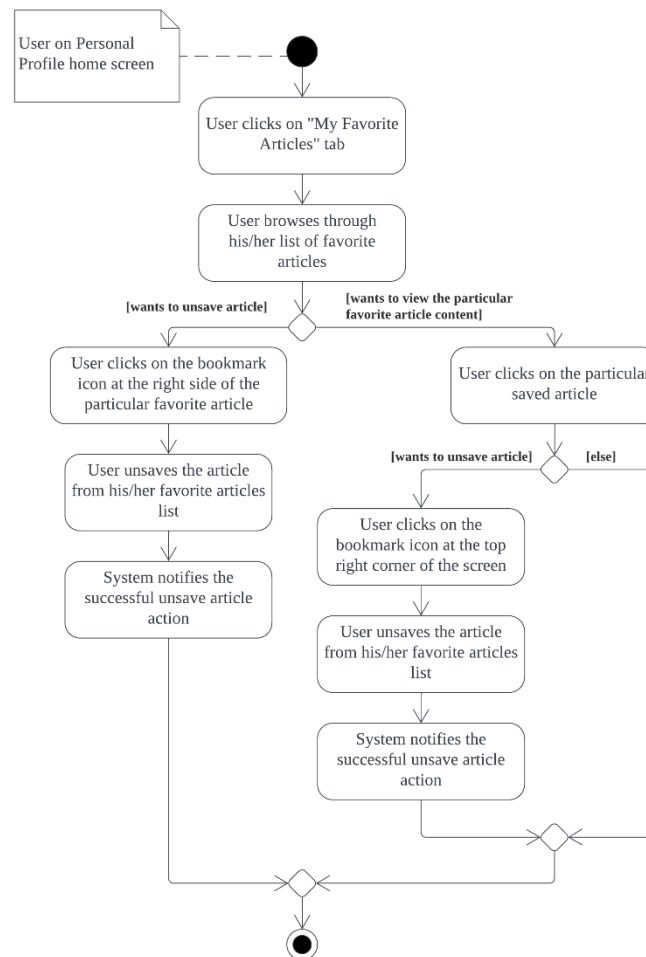 User on Personal
Profile home screen
User clicks on "My Favorite
Articles" tab
User browses through
his/her list of favorite
articles
[wants to unsave article]
[wants to view the particular
favorite article content]
User clicks on the bookmark
icon at the right side of the
particular favorite article
User clicks on the particular
saved article
User unsaves the article
from his/her favorite articles
list
[wants to unsave article]
[else]
User clicks on the
bookmark icon at the top
right corner of the screen
System notifies the
successful unsave article
action
User unsaves the article
from his/her favorite articles
list
System notifies the
successful unsave article
action